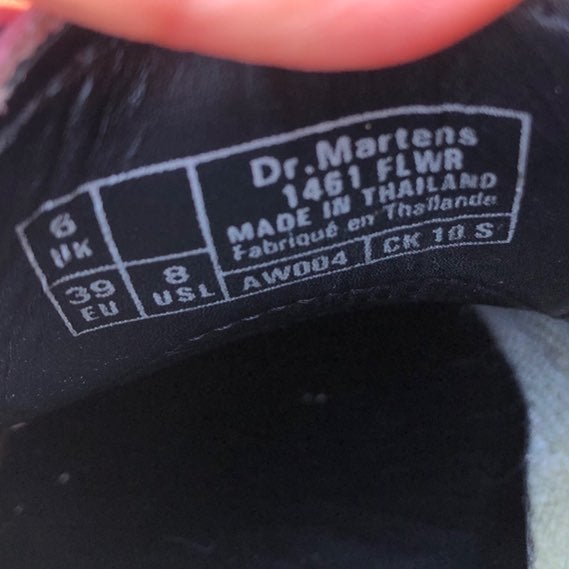 6
UK
39
EU
8
USL
Dr.Martens
1461 FLWR
MADE IN THAILAND
Fabriqué en Thaïlande
AW004
CK 10 S